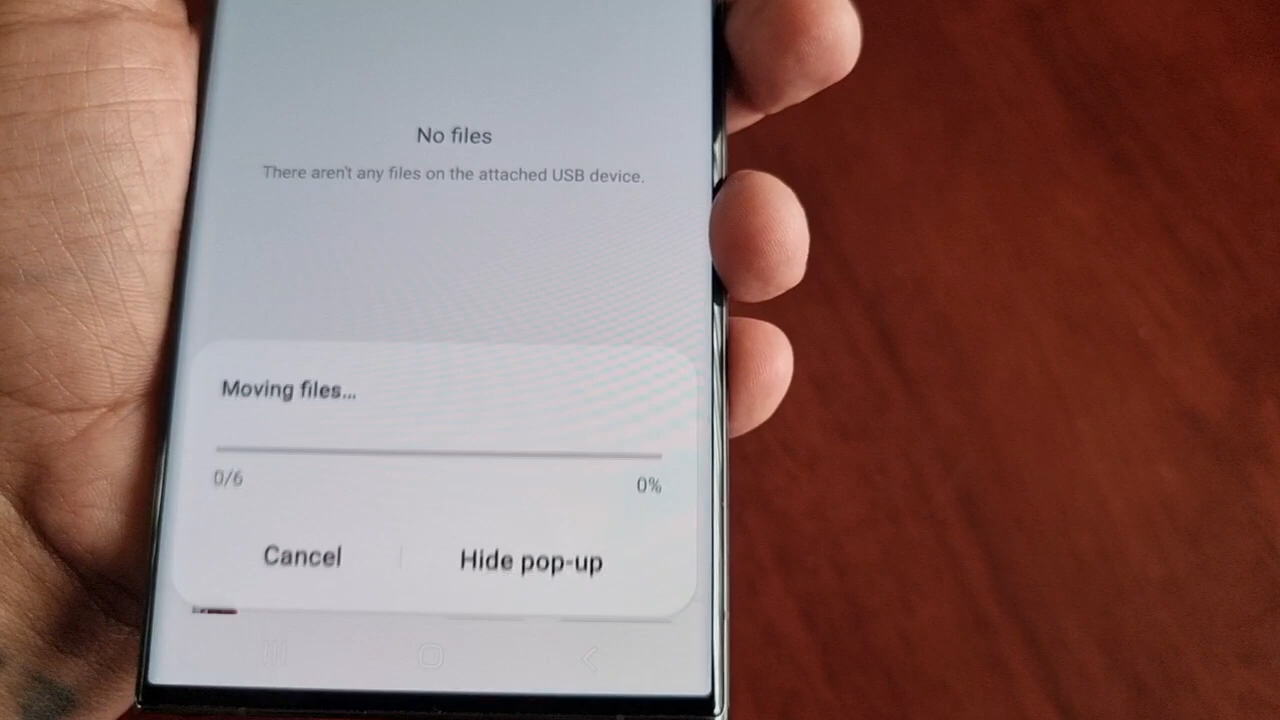 No files
There aren't any files on the attached USB device.
Moving files...
0/6
0%
Cancel
Hide pop-up